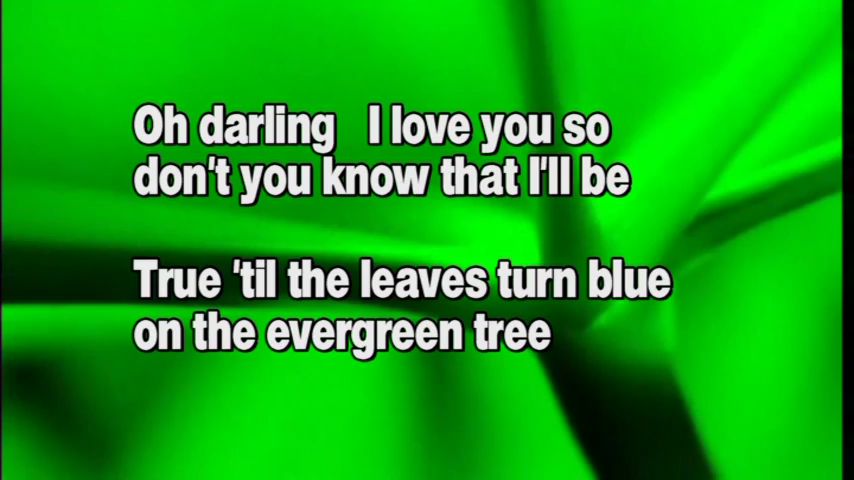 Oh darling   I love you so
don't you know that I'll be
True 'til the leaves turn blue
on the evergreen tree